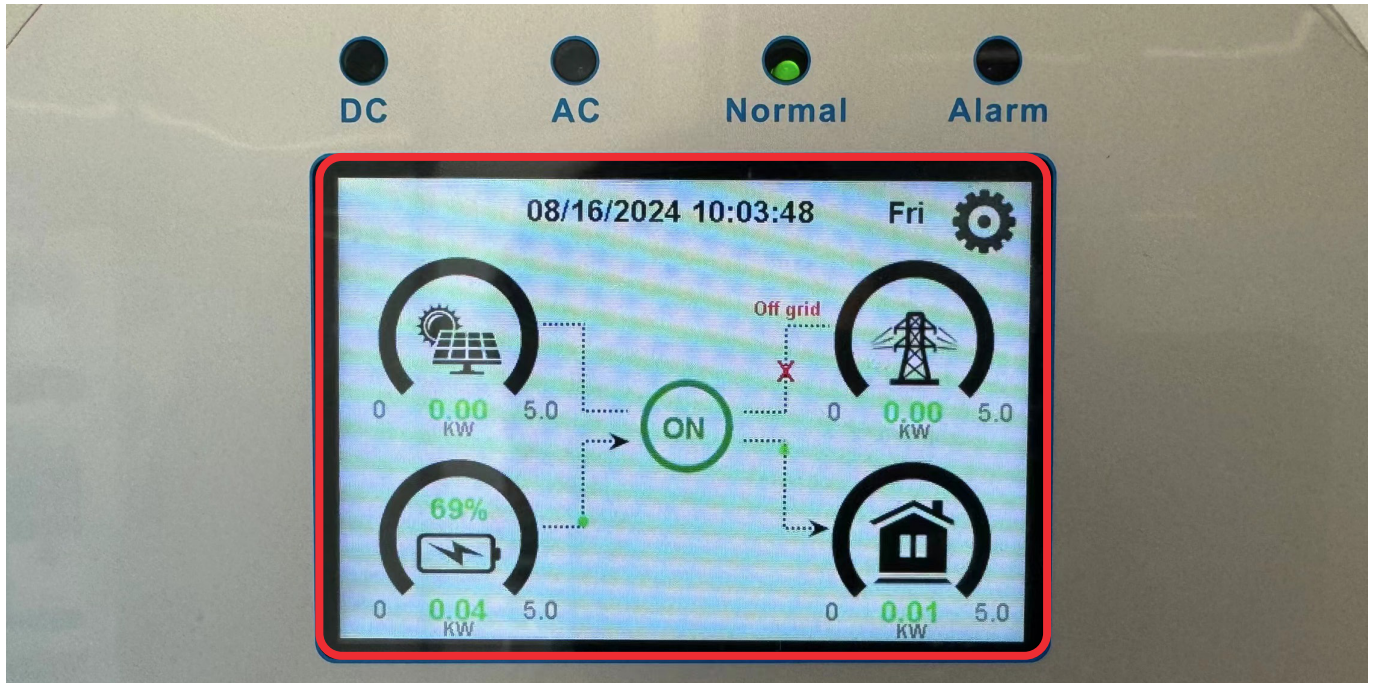 DC AC Normal Alarm
08/16/2024 10:03:48 Fri
Off grid
0 0.00 5.0
KW
0 0.00 5.0
KW
ON
69%
0 0.04 5.0
KW
0 0.01 5.0
KW